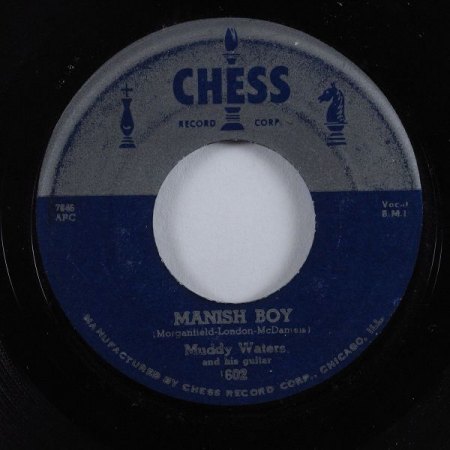 CHESS
RECORD CORP.
7846
APC
Vocal
B.M.I
MANISH BOY
(Morganfield-London-McDaniels)
Muddy Waters
and his guitar
1602
MANUFACTURED BY CHESS RECORD CORP., CHICAGO, ILL